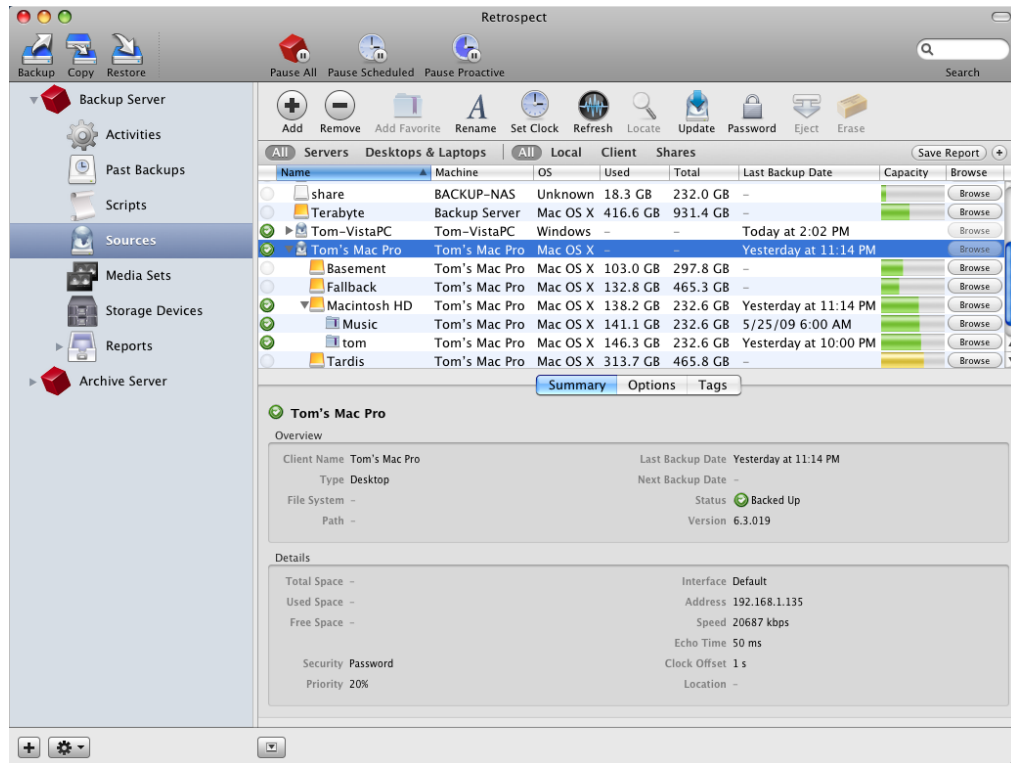 Retrospect
Backup Copy Restore Pause All Pause Scheduled Pause Proactive Search
Backup Server
Activities
Past Backups
Scripts
Sources
Media Sets
Storage Devices
Reports
Archive Server
Add Remove Add Favorite Rename Set Clock Refresh Locate Update Password Eject Erase
All Servers Desktops & Laptops All Local Client Shares Save Report +
Name Machine OS Used Total Last Backup Date Capacity Browse
share BACKUP-NAS Unknown 18.3 GB 232.0 GB – Browse
Terabyte Backup Server Mac OS X 416.6 GB 931.4 GB – Browse
Tom-VistaPC Tom-VistaPC Windows – – Today at 2:02 PM Browse
Tom's Mac Pro Tom's Mac Pro Mac OS X – – Yesterday at 11:14 PM Browse
Basement Tom's Mac Pro Mac OS X 103.0 GB 297.8 GB – Browse
Fallback Tom's Mac Pro Mac OS X 132.8 GB 465.3 GB – Browse
Macintosh HD Tom's Mac Pro Mac OS X 138.2 GB 232.6 GB Yesterday at 11:14 PM Browse
Music Tom's Mac Pro Mac OS X 141.1 GB 232.6 GB 5/25/09 6:00 AM Browse
tom Tom's Mac Pro Mac OS X 146.3 GB 232.6 GB Yesterday at 10:00 PM Browse
Tardis Tom's Mac Pro Mac OS X 313.7 GB 465.8 GB – Browse
Summary Options Tags
Tom's Mac Pro
Overview
Client Name Tom's Mac Pro Last Backup Date Yesterday at 11:14 PM
Type Desktop Next Backup Date –
File System – Status Backed Up
Path – Version 6.3.019
Details
Total Space – Interface Default
Used Space – Address 192.168.1.135
Free Space – Speed 20687 kbps
Echo Time 50 ms
Security Password Clock Offset 1 s
Priority 20% Location –